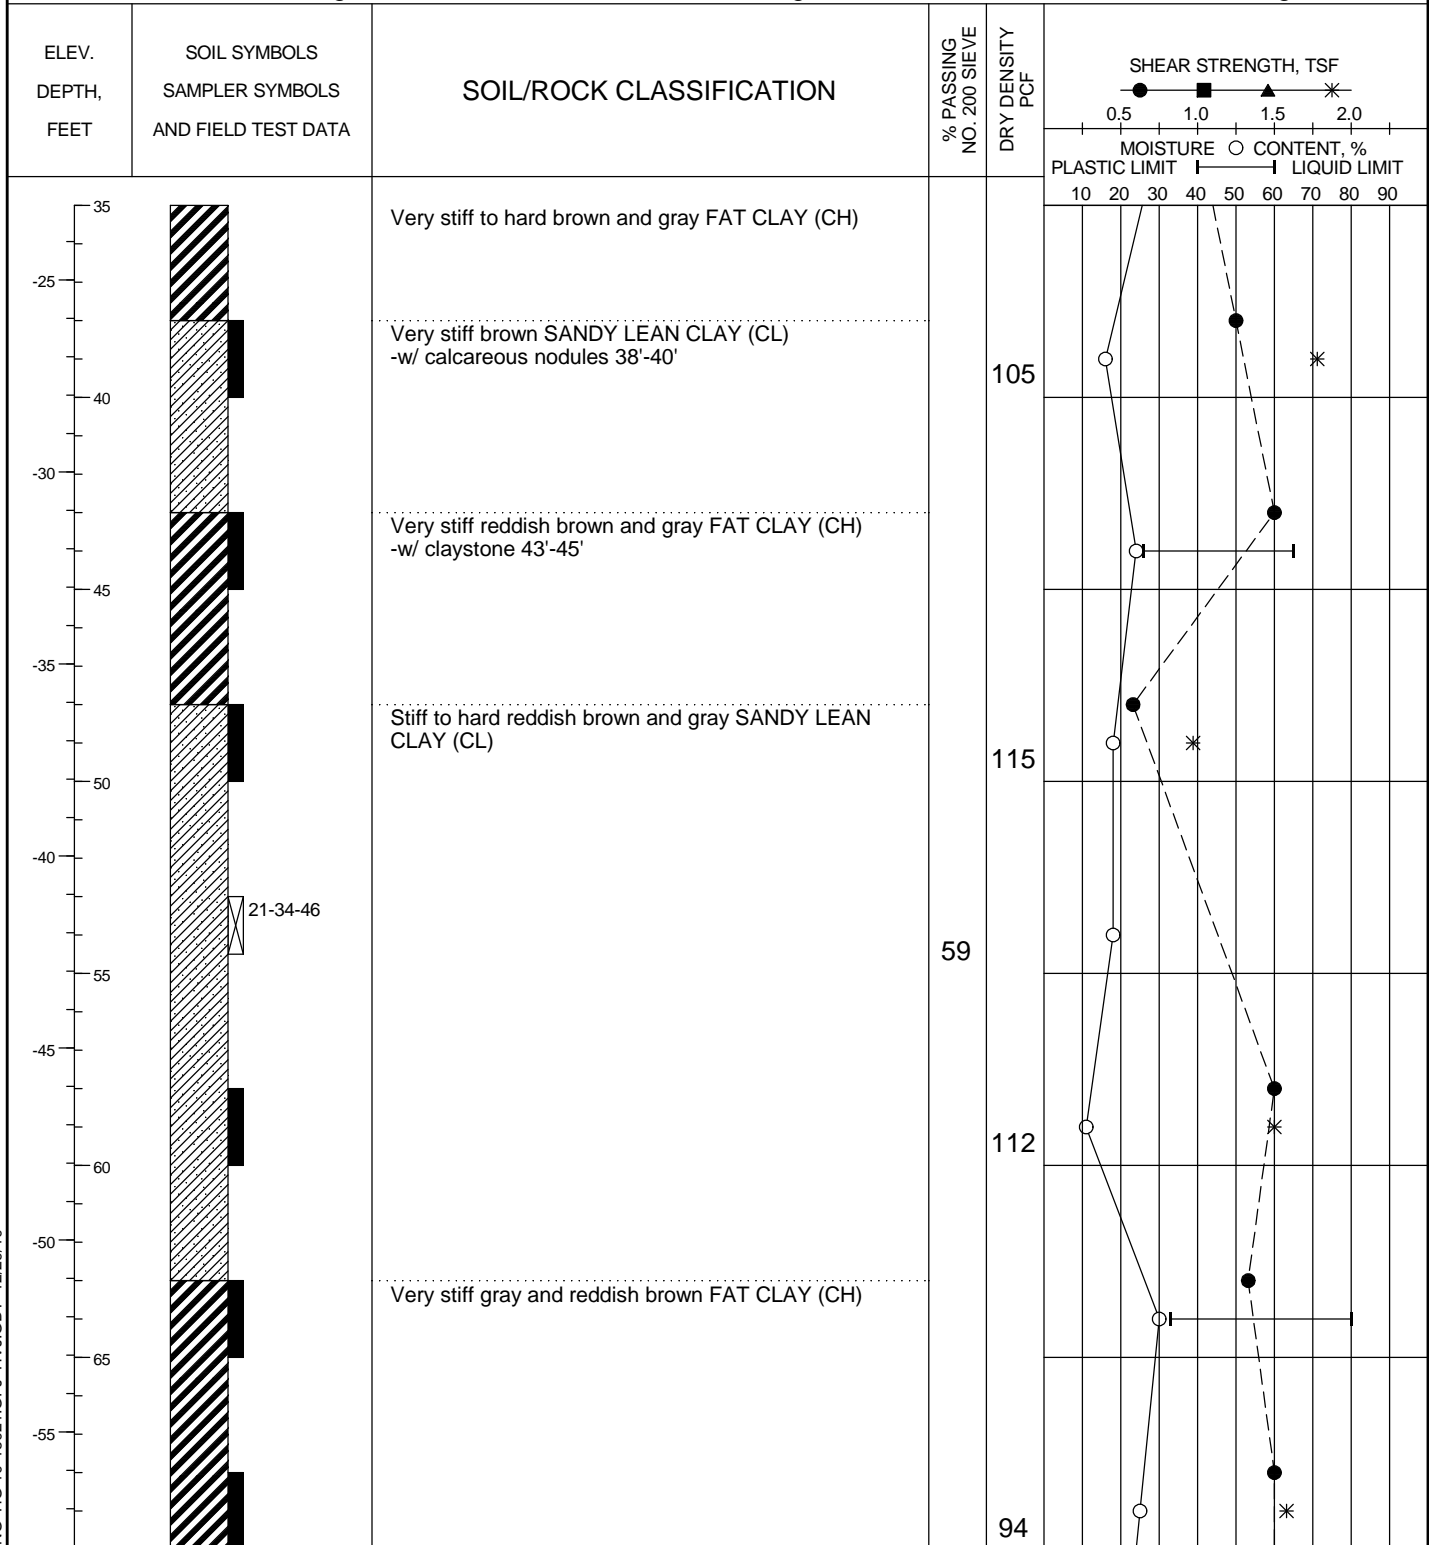 ELEV.
DEPTH,
FEET
SOIL SYMBOLS
SAMPLER SYMBOLS
AND FIELD TEST DATA
SOIL/ROCK CLASSIFICATION
% PASSING
NO. 200 SIEVE
DRY DENSITY
PCF
SHEAR STRENGTH, TSF
0.5 1.0 1.5 2.0
MOISTURE CONTENT, %
PLASTIC LIMIT LIQUID LIMIT
10 20 30 40 50 60 70 80 90
35
Very stiff to hard brown and gray FAT CLAY (CH)
-25
Very stiff brown SANDY LEAN CLAY (CL)
-w/ calcareous nodules 38'-40'
105
40
-30
Very stiff reddish brown and gray FAT CLAY (CH)
-w/ claystone 43'-45'
45
-35
Stiff to hard reddish brown and gray SANDY LEAN
CLAY (CL)
115
50
-40
21-34-46
59
55
-45
112
60
-50
Very stiff gray and reddish brown FAT CLAY (CH)
65
-55
94